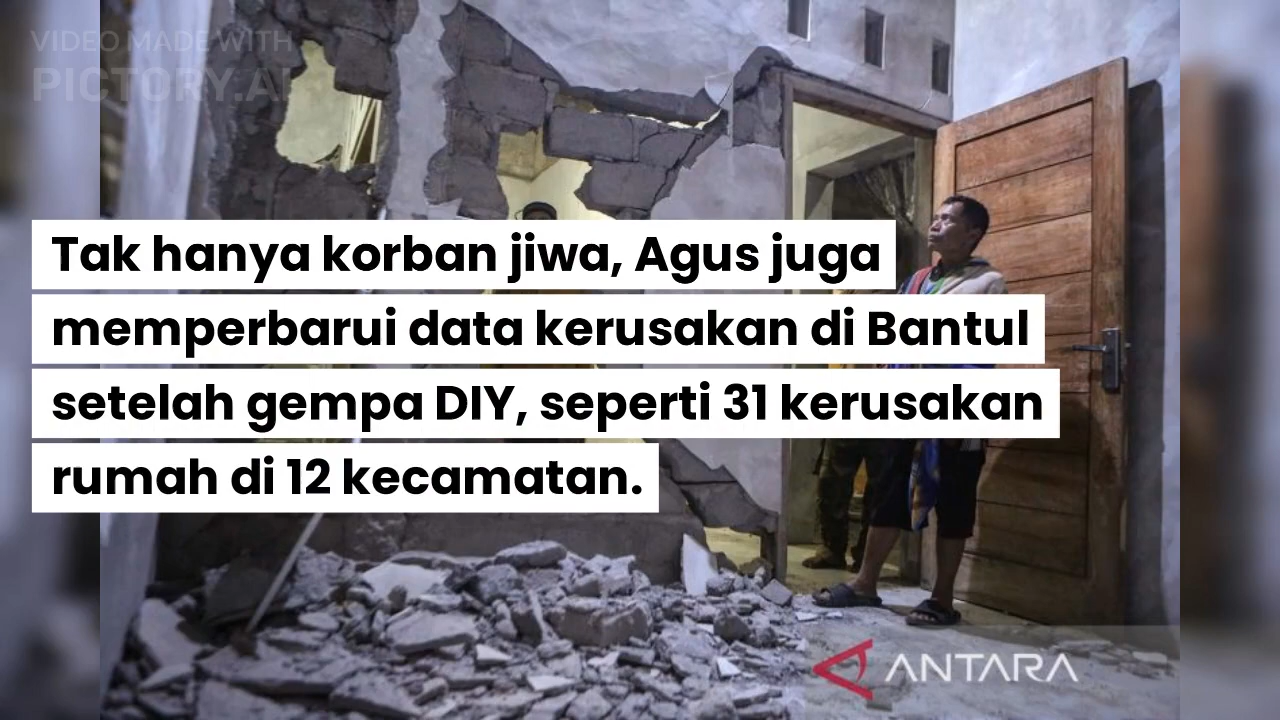 VIDEO MADE WITH
PICTORY.AI
Tak hanya korban jiwa, Agus juga
memperbarui data kerusakan di Bantul
setelah gempa DIY, seperti 31 kerusakan
rumah di 12 kecamatan.
ANTARA